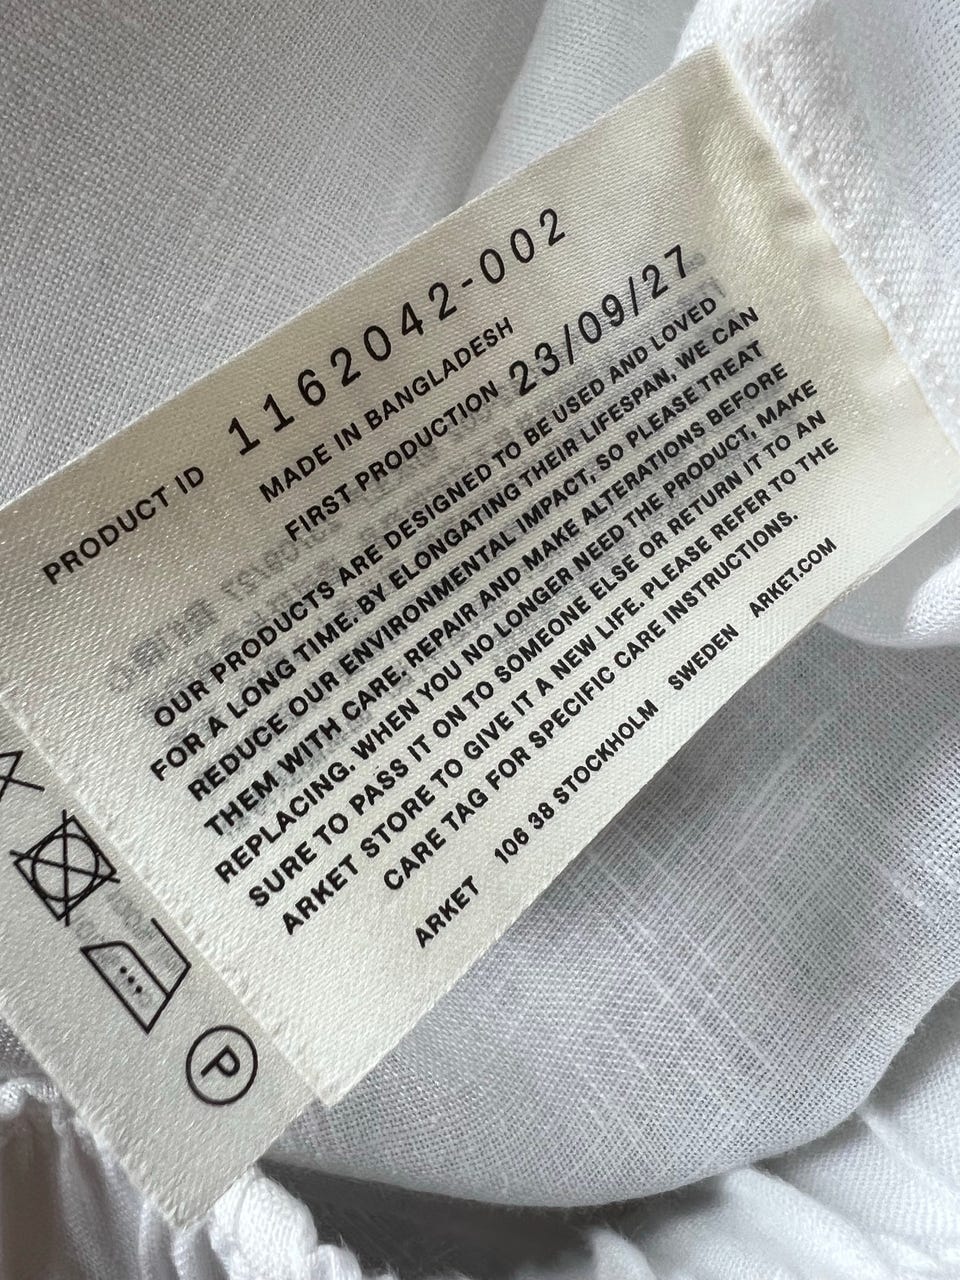 PRODUCT ID 1162042-002
MADE IN BANGLADESH
FIRST PRODUCTION 23/09/27
OUR PRODUCTS ARE DESIGNED TO BE USED AND LOVED
FOR A LONG TIME. BY ELONGATING THEIR LIFESPAN, WE CAN
REDUCE OUR ENVIRONMENTAL IMPACT, SO PLEASE TREAT
THEM WITH CARE. REPAIR AND MAKE ALTERATIONS BEFORE
REPLACING. WHEN YOU NO LONGER NEED THE PRODUCT, MAKE
SURE TO PASS IT ON TO SOMEONE ELSE OR RETURN IT TO AN
ARKET STORE TO GIVE IT A NEW LIFE. PLEASE REFER TO THE
CARE TAG FOR SPECIFIC CARE INSTRUCTIONS.
ARKET 106 38 STOCKHOLM SWEDEN ARKET.COM
P